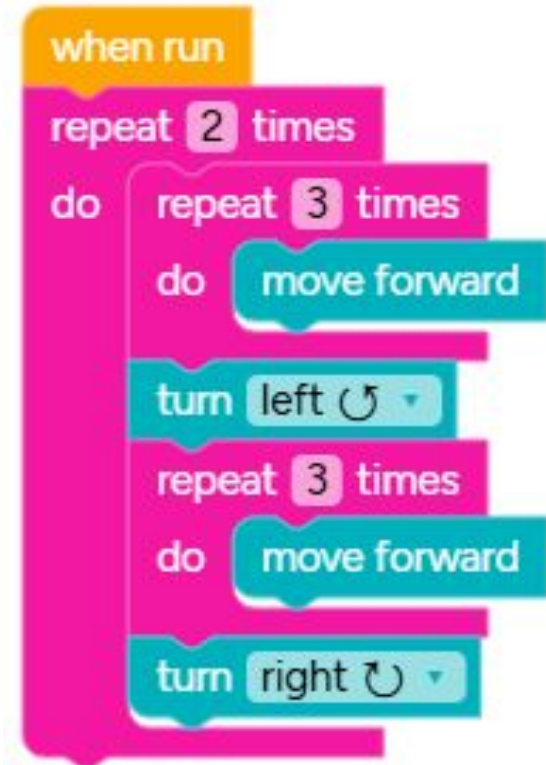 when run
repeat 2 times
do repeat 3 times
do move forward
turn left ↺ ▾
repeat 3 times
do move forward
turn right ↻ ▾